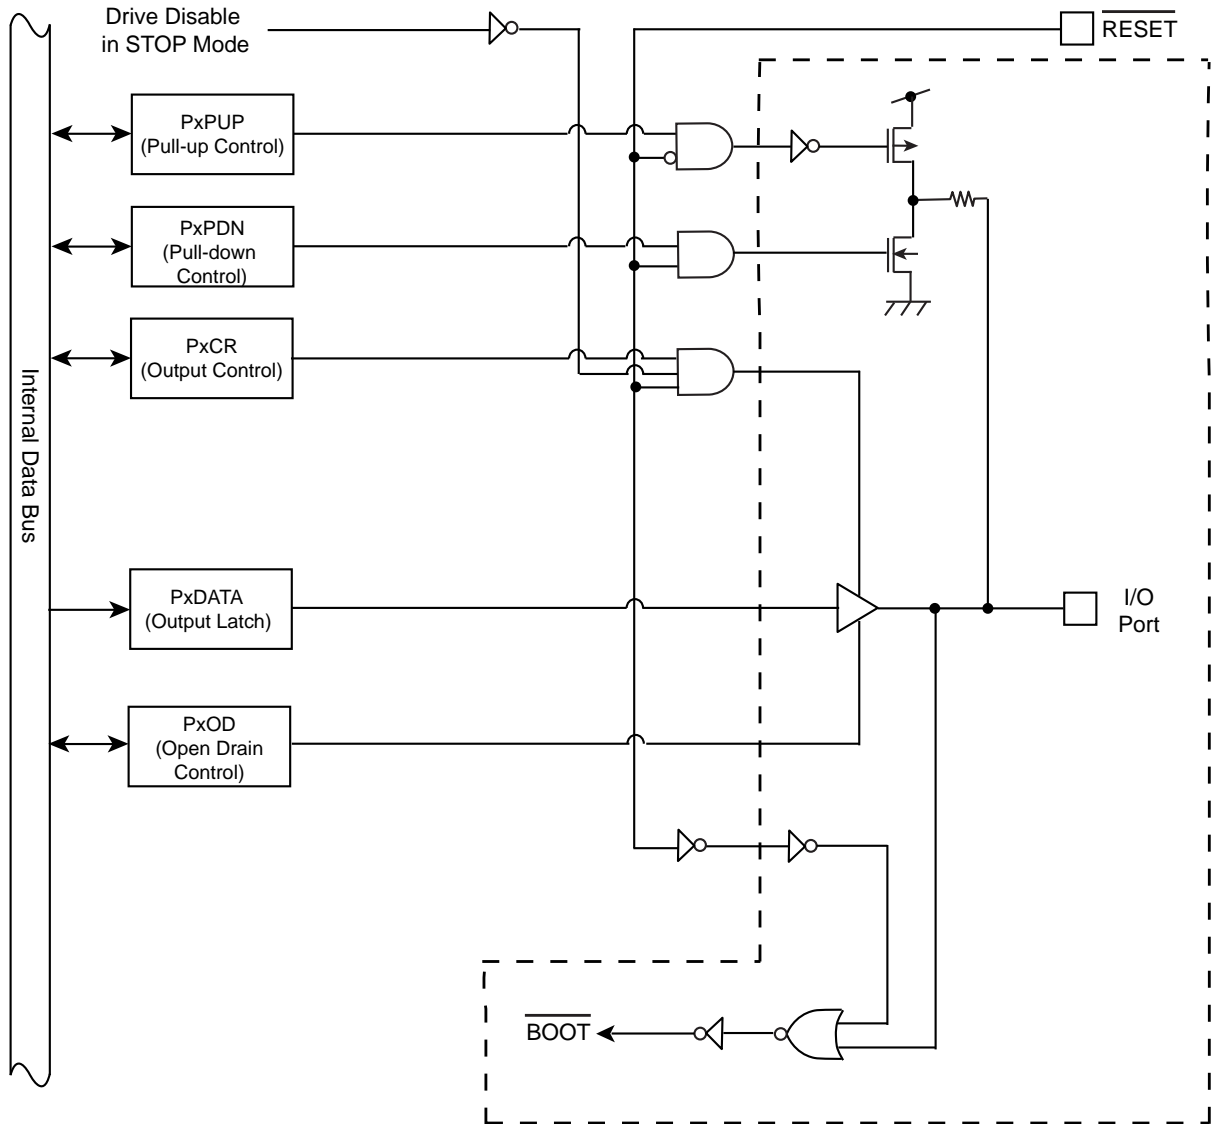 Drive Disable
in STOP Mode
RESET
PxPUP
(Pull-up Control)
PxPDN
(Pull-down
Control)
PxCR
(Output Control)
Internal Data Bus
PxDATA
(Output Latch)
I/O
Port
PxOD
(Open Drain
Control)
BOOT